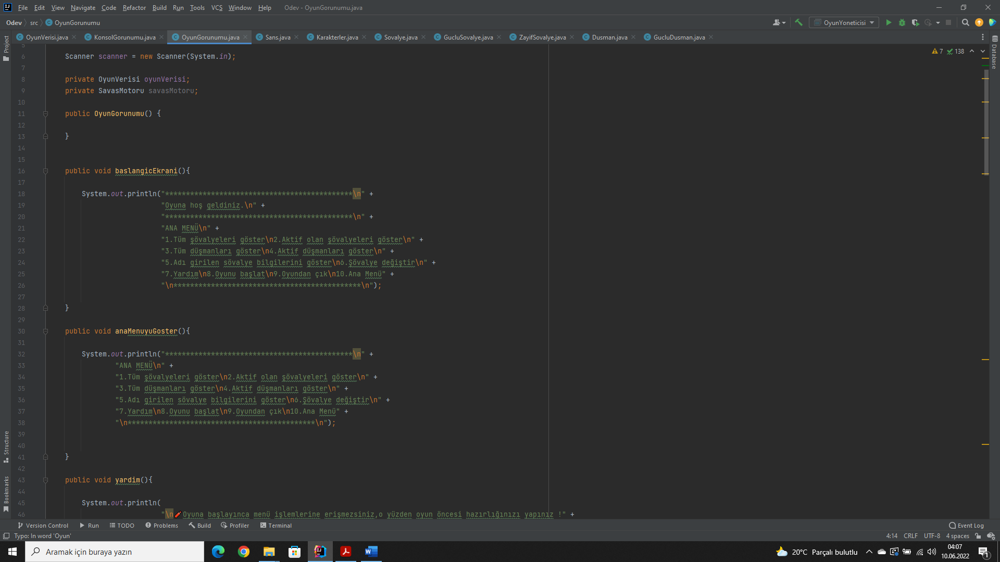 File Edit View Navigate Code Refactor Build Run Tools VCS Window Help Odev - OyunGorunumu.java
Odev src OyunGorunumu OyunYoneticisi
OyunVerisi.java KonsolGorunumu.java OyunGorunumu.java Sans.java Karakterler.java Sovalye.java GucluSovalye.java ZayifSovalye.java Dusman.java GucluDusman.java
Project
Database
7 138
5
6 Scanner scanner = new Scanner(System.in);
7
8 private OyunVerisi oyunVerisi;
9 private SavasMotoru savasMotoru;
10
11 public OyunGorunumu() {
12
13 }
14
15
16 public void baslangicEkrani(){
17
18 System.out.println("*********************************************\n" +
19 "Oyuna hoş geldiniz.\n" +
20 "*********************************************\n" +
21 "ANA MENÜ\n" +
22 "1.Tüm şövalyeleri göster\n2.Aktif olan şövalyeleri göster\n" +
23 "3.Tüm düşmanları göster\n4.Aktif düşmanları göster\n" +
24 "5.Adı girilen sövalye bilgilerini göster\n6.Şövalye değiştir\n" +
25 "7.Yardım\n8.Oyunu başlat\n9.Oyundan çık\n10.Ana Menü" +
26 "\n*********************************************\n");
27
28 }
29
30 public void anaMenuyuGoster(){
31
32 System.out.println("*********************************************\n" +
33 "ANA MENÜ\n" +
34 "1.Tüm şövalyeleri göster\n2.Aktif olan şövalyeleri göster\n" +
35 "3.Tüm düşmanları göster\n4.Aktif düşmanları göster\n" +
36 "5.Adı girilen sövalye bilgilerini göster\n6.Şövalye değiştir\n" +
37 "7.Yardım\n8.Oyunu başlat\n9.Oyundan çık\n10.Ana Menü" +
38 "\n*********************************************\n");
39
40
41 }
42
43 public void yardim(){
44
45 System.out.println(
46 "\n🧨Oyuna başlayınca menü işlemlerine erişmezsiniz,o yüzden oyun öncesi hazırlığınızı yapınız !" +
Structure
Bookmarks
Version Control Run TODO Problems Build Profiler Terminal Event Log
Typo: In word 'Oyun' 4:14 CRLF UTF-8 4 spaces
Aramak için buraya yazın 20°C Parçalı bulutlu 04:07
10.06.2022 1